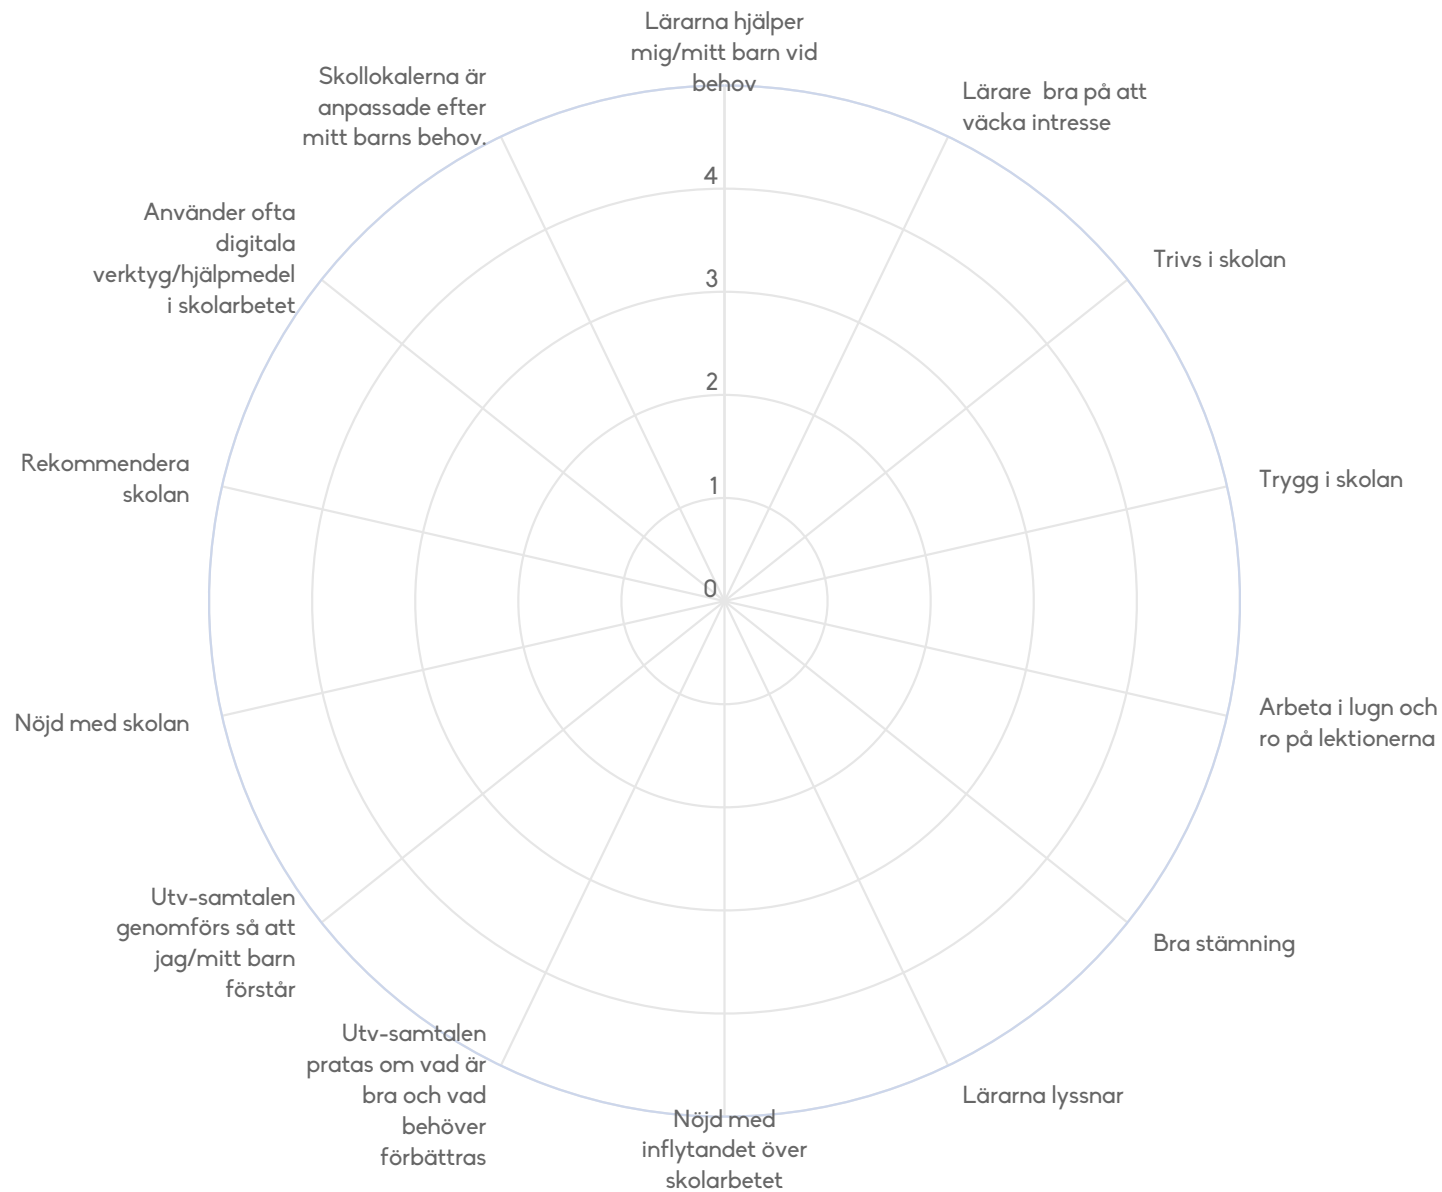 Lärarna hjälper
mig/mitt barn vid
behov
Lärare  bra på att
väcka intresse
Trivs i skolan
Trygg i skolan
Arbeta i lugn och
ro på lektionerna
Bra stämning
Lärarna lyssnar
Nöjd med
inflytandet över
skolarbetet
Utv-samtalen
pratas om vad är
bra och vad
behöver
förbättras
Utv-samtalen
genomförs så att
jag/mitt barn
förstår
Nöjd med skolan
Rekommendera
skolan
Använder ofta
digitala
verktyg/hjälpmedel
i skolarbetet
Skollokalerna är
anpassade efter
mitt barns behov.
4
3
2
1
0